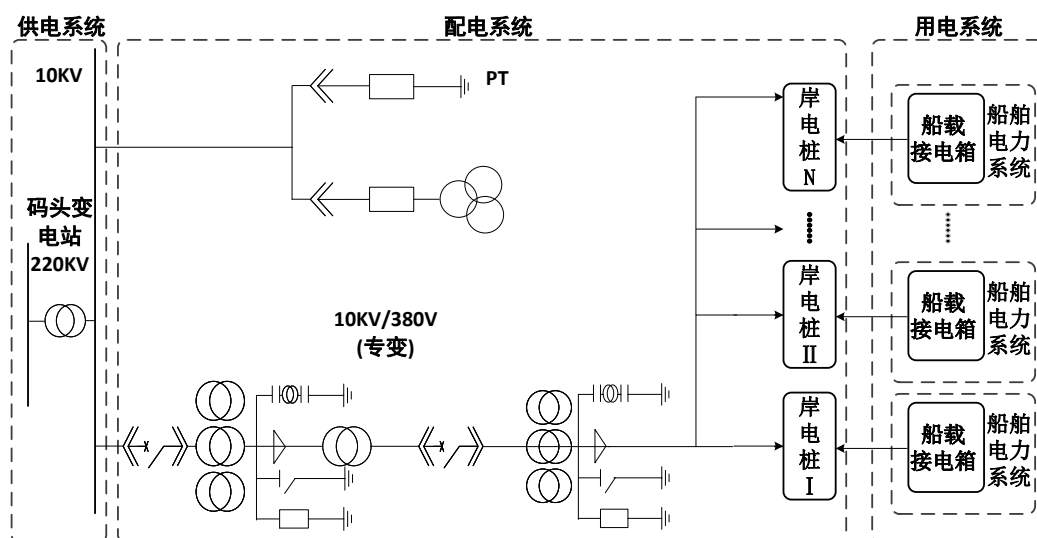 供电系统
配电系统
用电系统
10KV
PT
码头变
电站
220KV
10KV/380V
(专变)
岸
电
桩
N
船载
接电箱
船舶
电力
系统
岸
电
桩
II
船载
接电箱
船舶
电力
系统
岸
电
桩
I
船载
接电箱
船舶
电力
系统